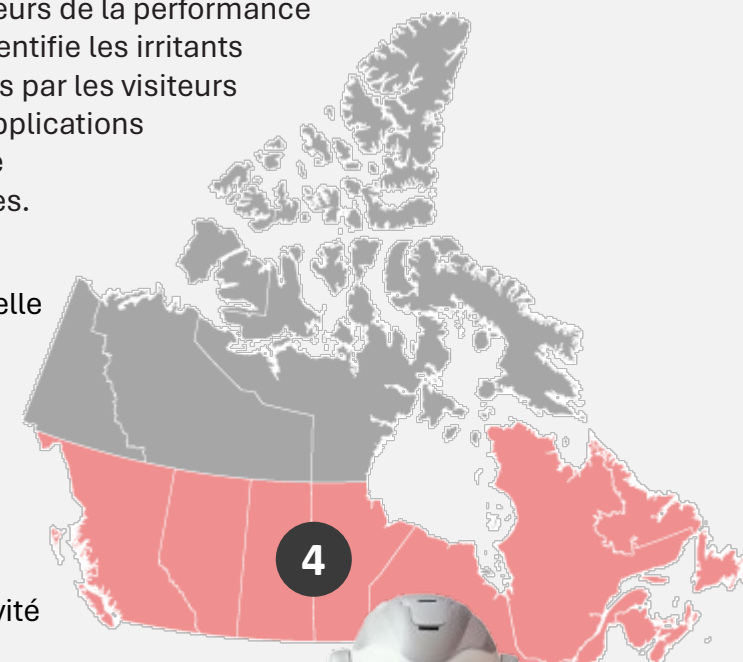 eurs de la performance
entifie les irritants
s par les visiteurs
pplications
e
es.
elle
4
vité